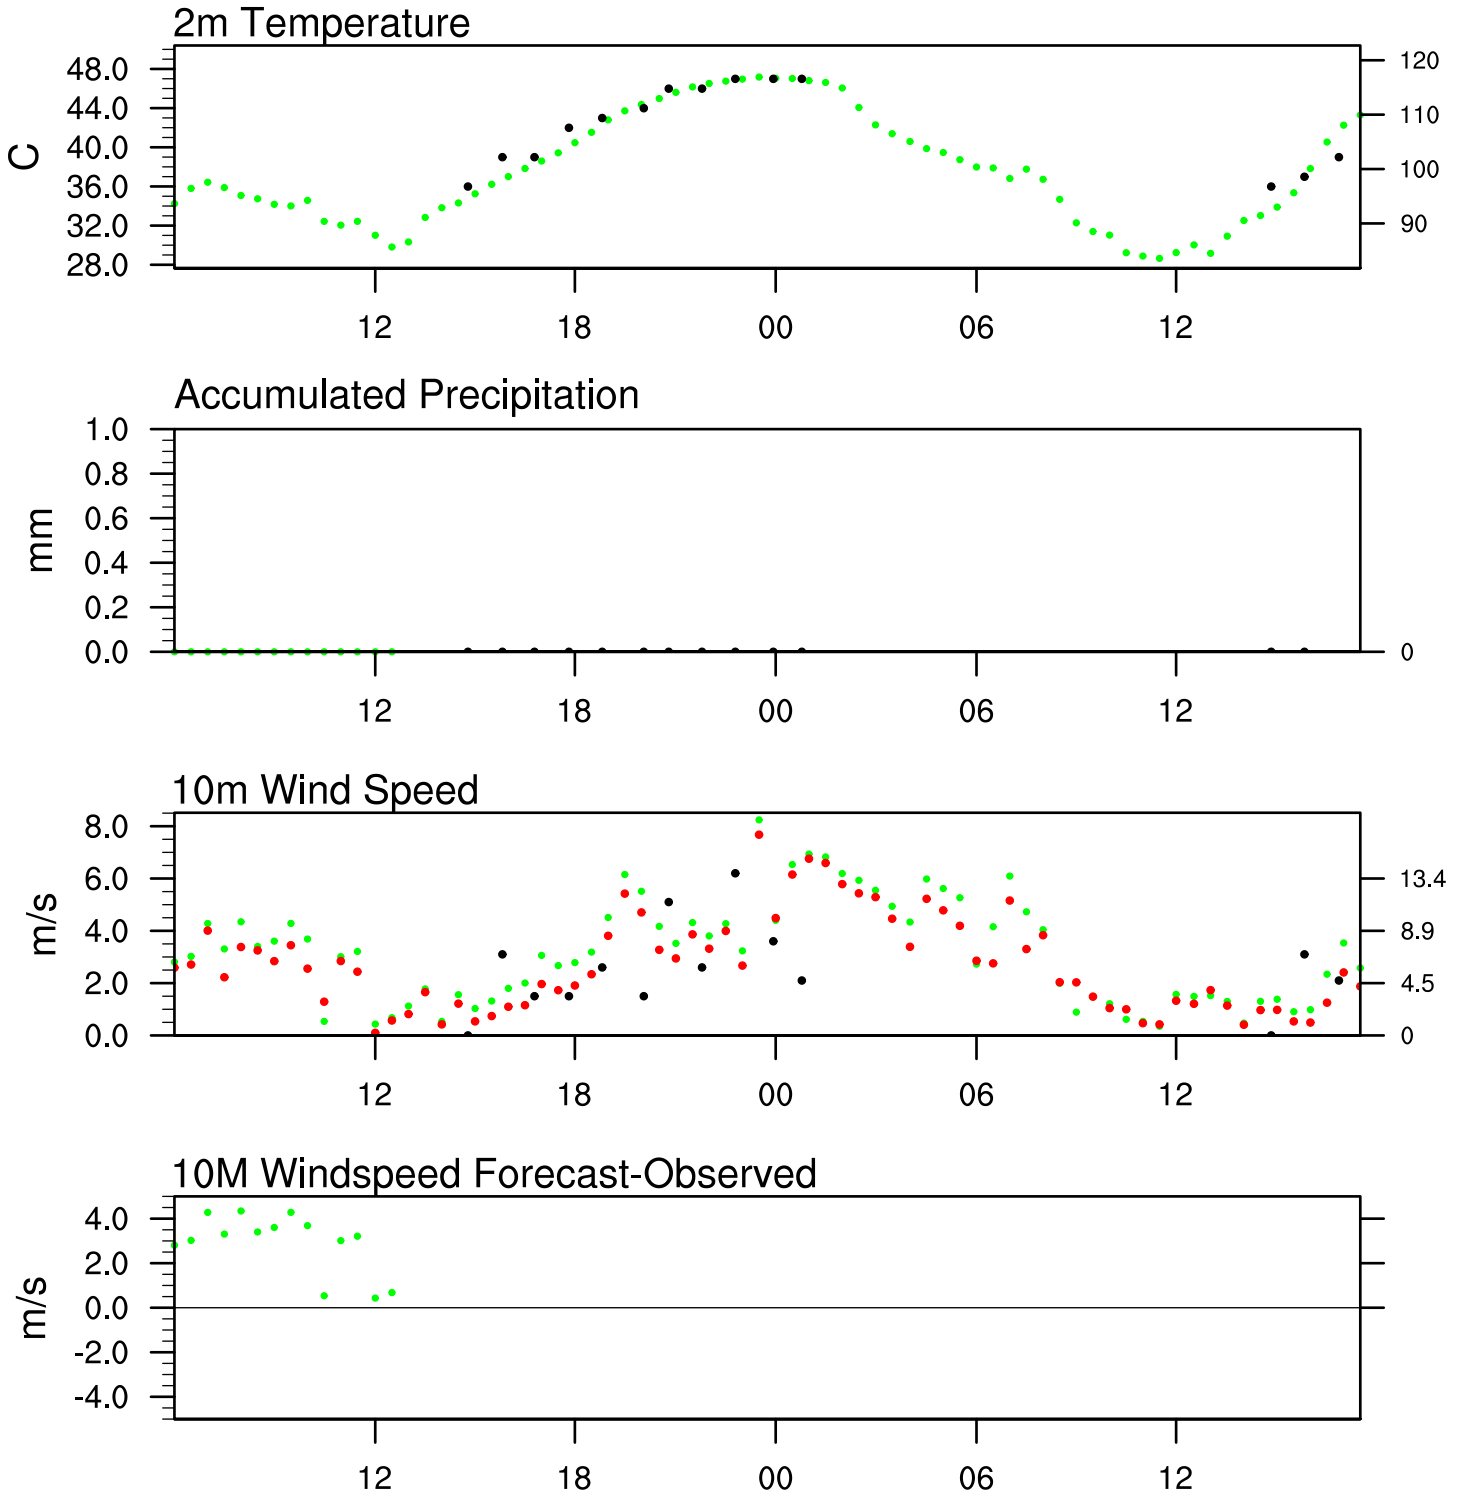 2m Temperature
48.0 120
44.0 110
40.0
36.0 100
32.0 90
28.0
C
12 18 00 06 12
Accumulated Precipitation
1.0
0.8
0.6
0.4
0.2
0.0 0
mm
12 18 00 06 12
10m Wind Speed
8.0
6.0 13.4
4.0 8.9
2.0 4.5
0.0 0
m/s
12 18 00 06 12
10M Windspeed Forecast-Observed
4.0
2.0
0.0
-2.0
-4.0
m/s
12 18 00 06 12